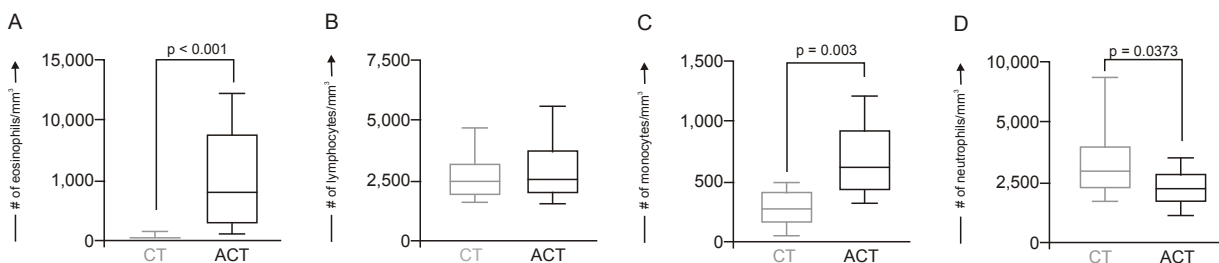 A
# of eosinophils/mm³
15,000
10,000
1,000
0
p < 0.001
CT
ACT
B
# of lymphocytes/mm³
7,500
5,000
2,500
0
CT
ACT
C
# of monocytes/mm³
1,500
1,000
500
0
p = 0.003
CT
ACT
D
# of neutrophils/mm³
10,000
5,000
2,500
0
p = 0.0373
CT
ACT